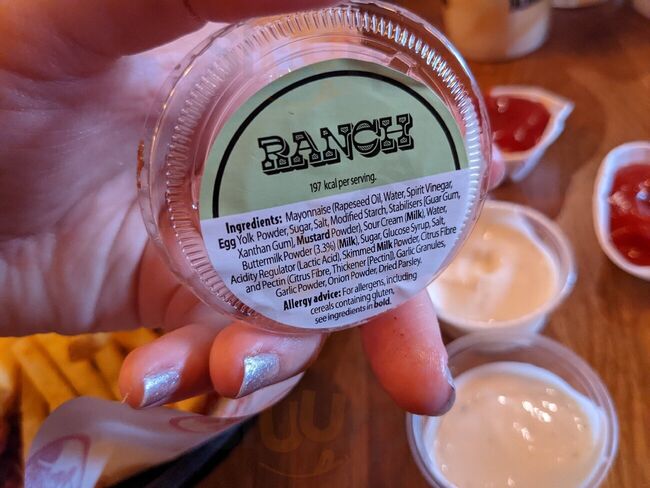 RANCH
197 kcal per serving.
Ingredients: Mayonnaise (Rapeseed Oil, Water, Spirit Vinegar,
Egg Yolk Powder, Sugar, Salt, Modified Starch, Stabilisers (Guar Gum,
Xanthan Gum), Mustard Powder), Sour Cream (Milk), Water,
Buttermilk Powder (3.3%) (Milk), Sugar, Glucose Syrup, Salt,
Acidity Regulator (Lactic Acid), Skimmed Milk Powder, Citrus Fibre
and Pectin (Citrus Fibre, Thickener (Pectin)), Garlic Granules,
Garlic Powder, Onion Powder, Dried Parsley.
Allergy advice: For allergens, including
cereals containing gluten,
see ingredients in bold.